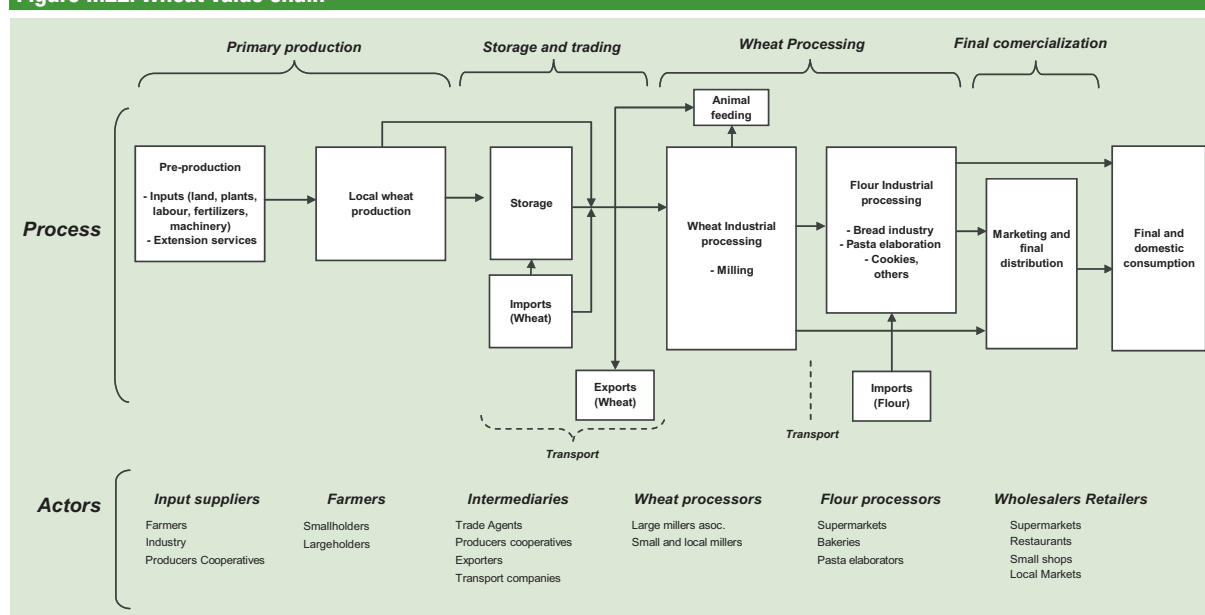 Figure Wheat value chain
Primary production
Storage and trading
Wheat Processing
Final comercialization
Process
Animal
feeding
Pre-production
- Inputs (land, plants,
labour, fertilizers,
machinery)
- Extension services
Local wheat
production
Storage
Imports
(Wheat)
Exports
(Wheat)
Transport
Wheat Industrial
processing
- Milling
Flour Industrial
processing
- Bread industry
- Pasta elaboration
- Cookies,
others
Imports
(Flour)
Transport
Marketing and
final
distribution
Final and
domestic
consumption
Actors
Input suppliers
Farmers
Industry
Producers Cooperatives
Farmers
Smallholders
Largeholders
Intermediaries
Trade Agents
Producers cooperatives
Exporters
Transport companies
Wheat processors
Large millers asoc.
Small and local millers
Flour processors
Supermarkets
Bakeries
Pasta elaborators
Wholesalers Retailers
Supermarkets
Restaurants
Small shops
Local Markets